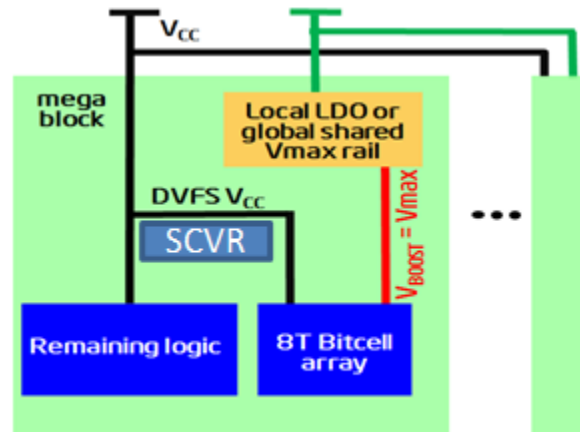 VCC
mega
block
Local LDO or
global shared
Vmax rail
DVFS VCC
SCVR
VBOOST = Vmax
•••
Remaining logic
8T Bitcell
array